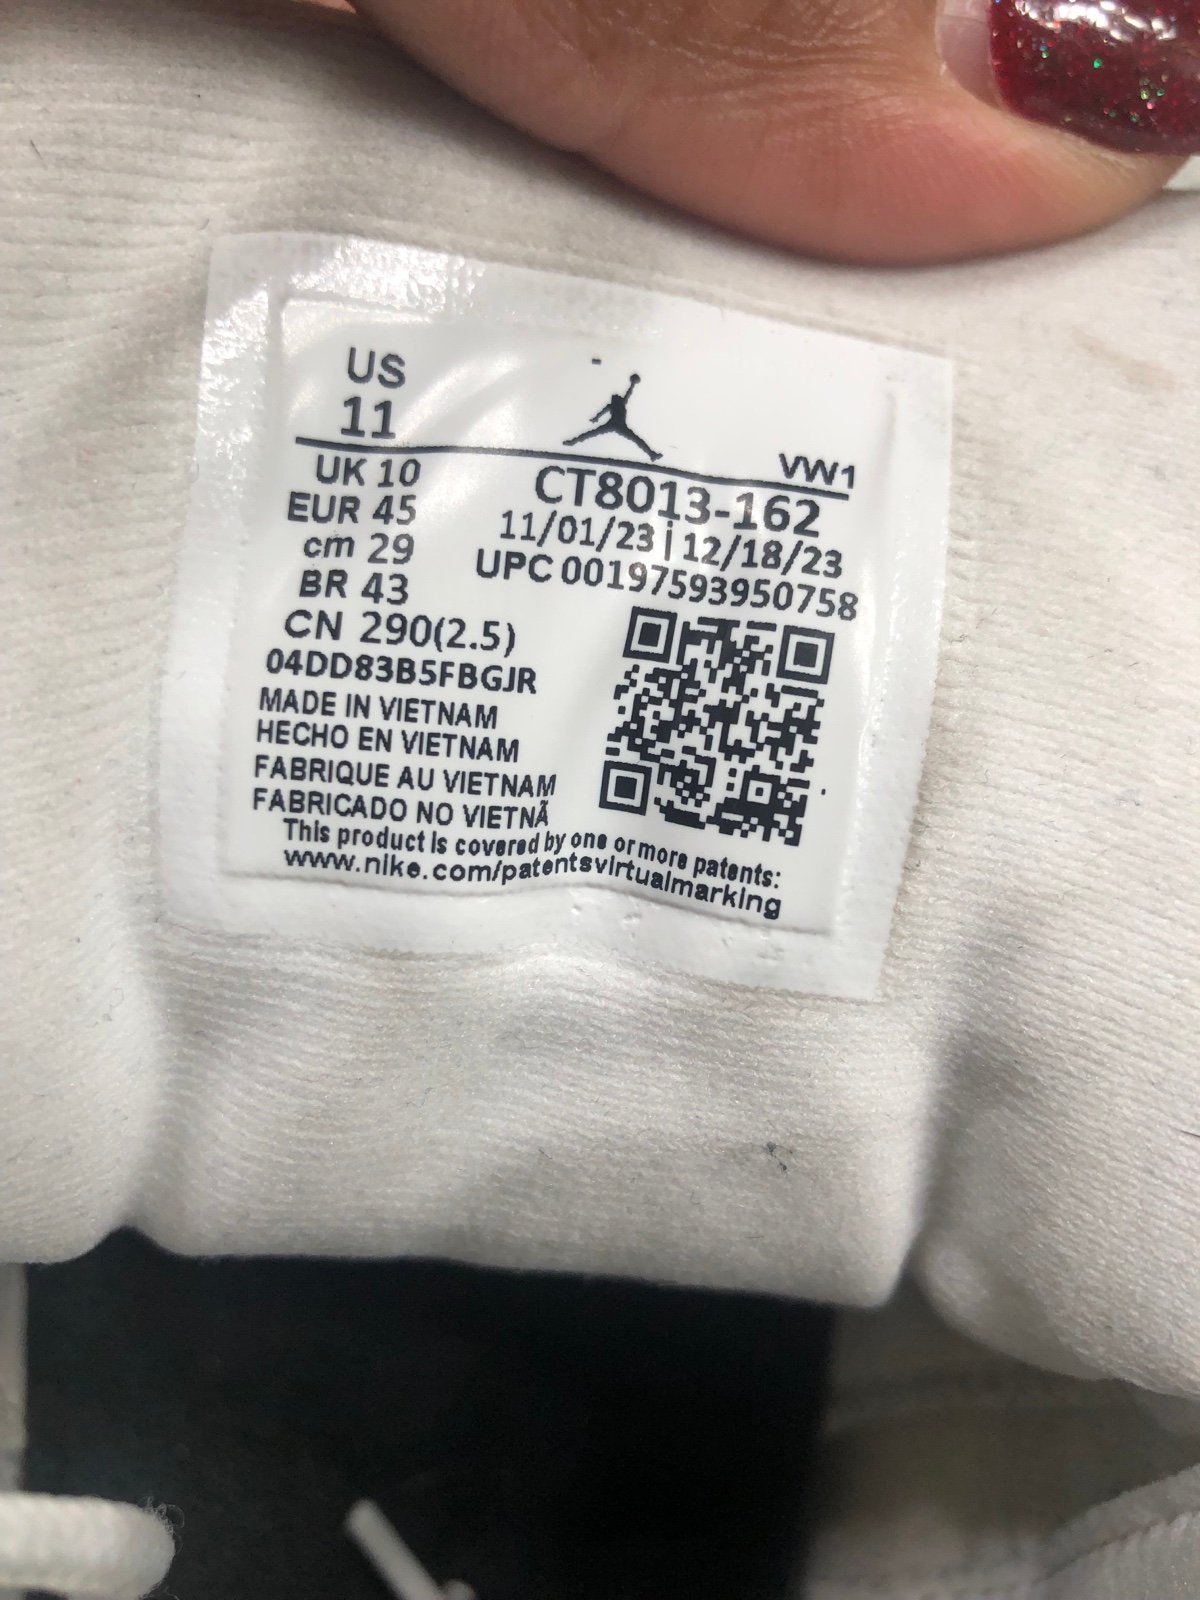 US
11
VW1
UK 10
CT8013-162
EUR 45
11/01/23 | 12/18/23
cm 29
UPC 00197593950758
BR 43
CN 290(2.5)
04DD83B5FBGJR
MADE IN VIETNAM
HECHO EN VIETNAM
FABRIQUE AU VIETNAM
FABRICADO NO VIETNÃ
This product is covered by one or more patents:
www.nike.com/patentsvirtualmarking